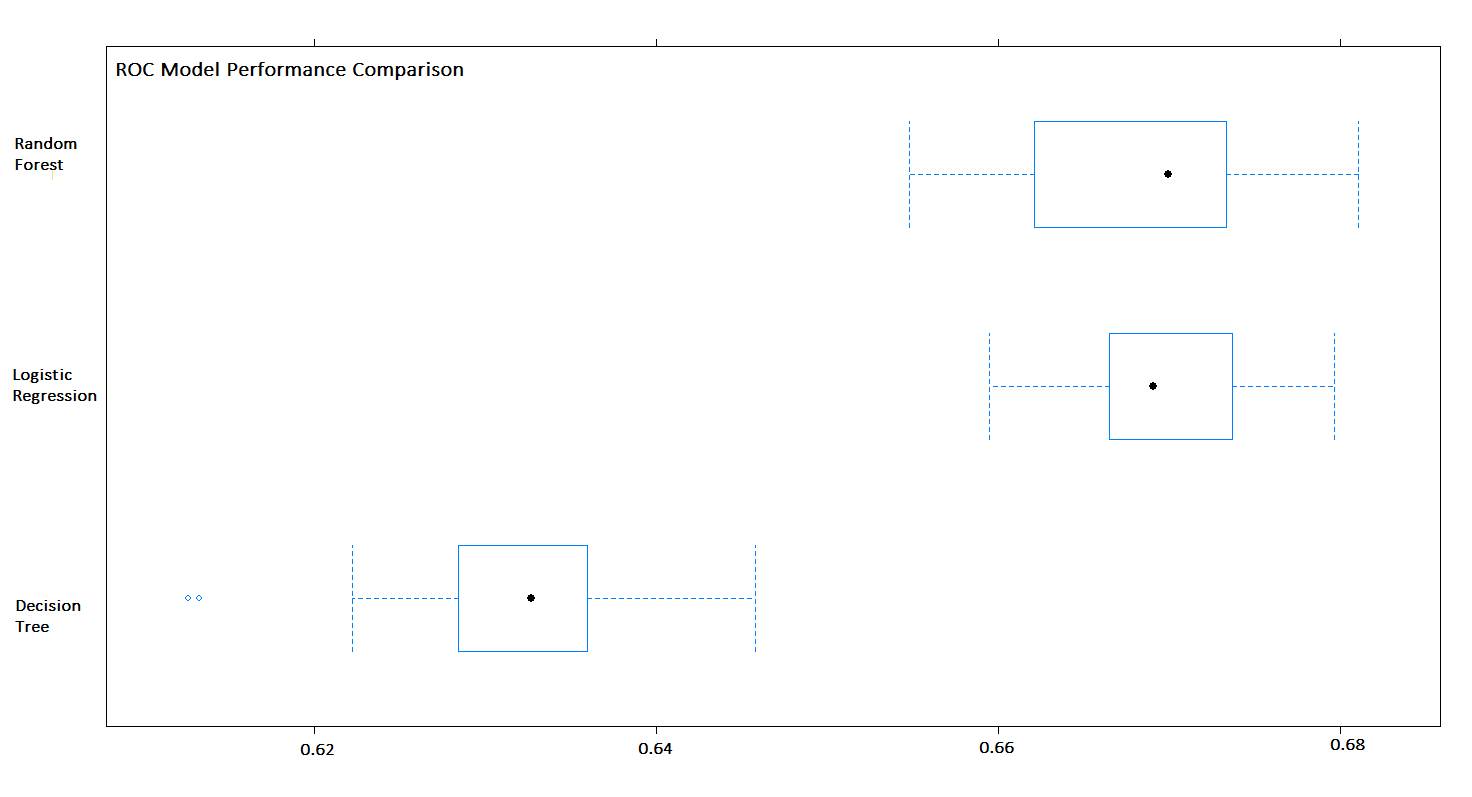 ROC Model Performance Comparison
Random
Forest
Logistic
Regression
Decision
Tree
0.62
0.64
0.66
0.68